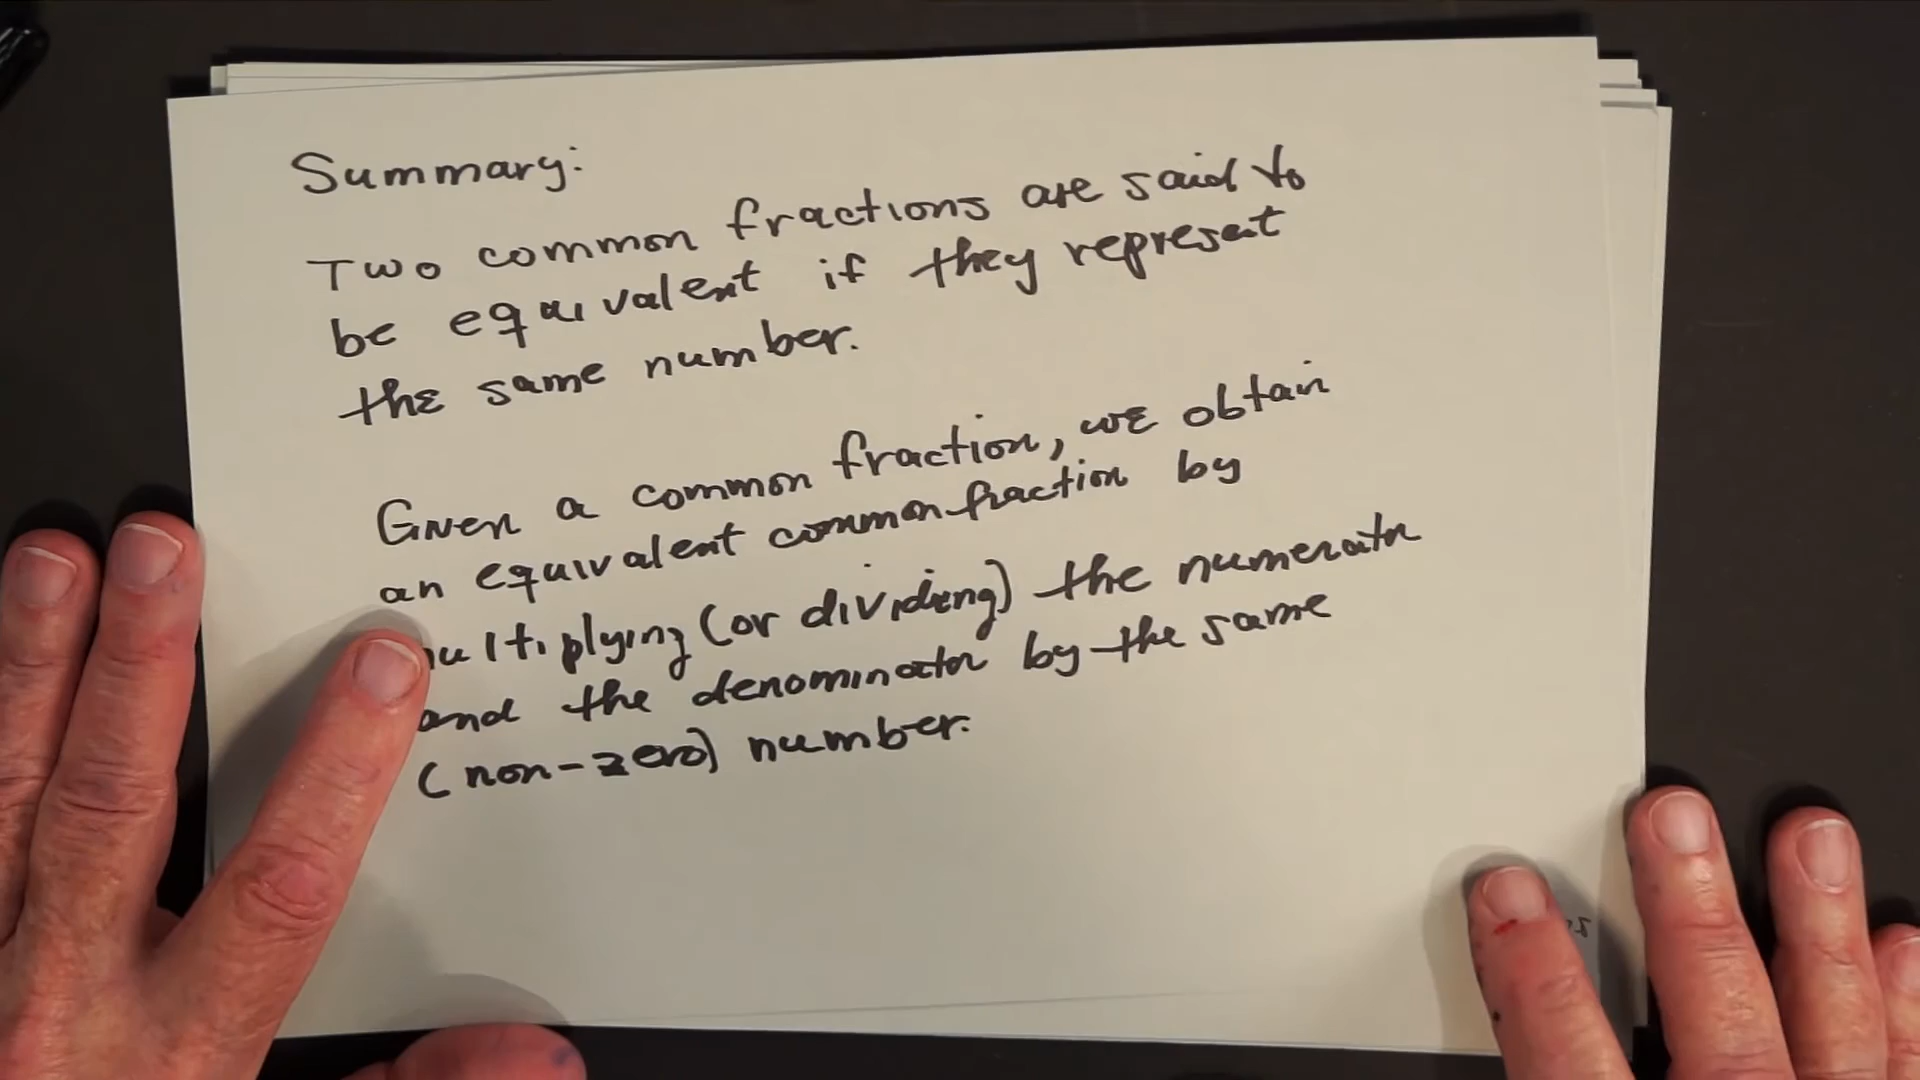 Summary:
Two common fractions are said to
be equivalent if they represent
the same number.
Given a common fraction, we obtain
an equivalent common fraction by
multiplying (or dividing) the numerator
and the denominator by the same
(non-zero) number.